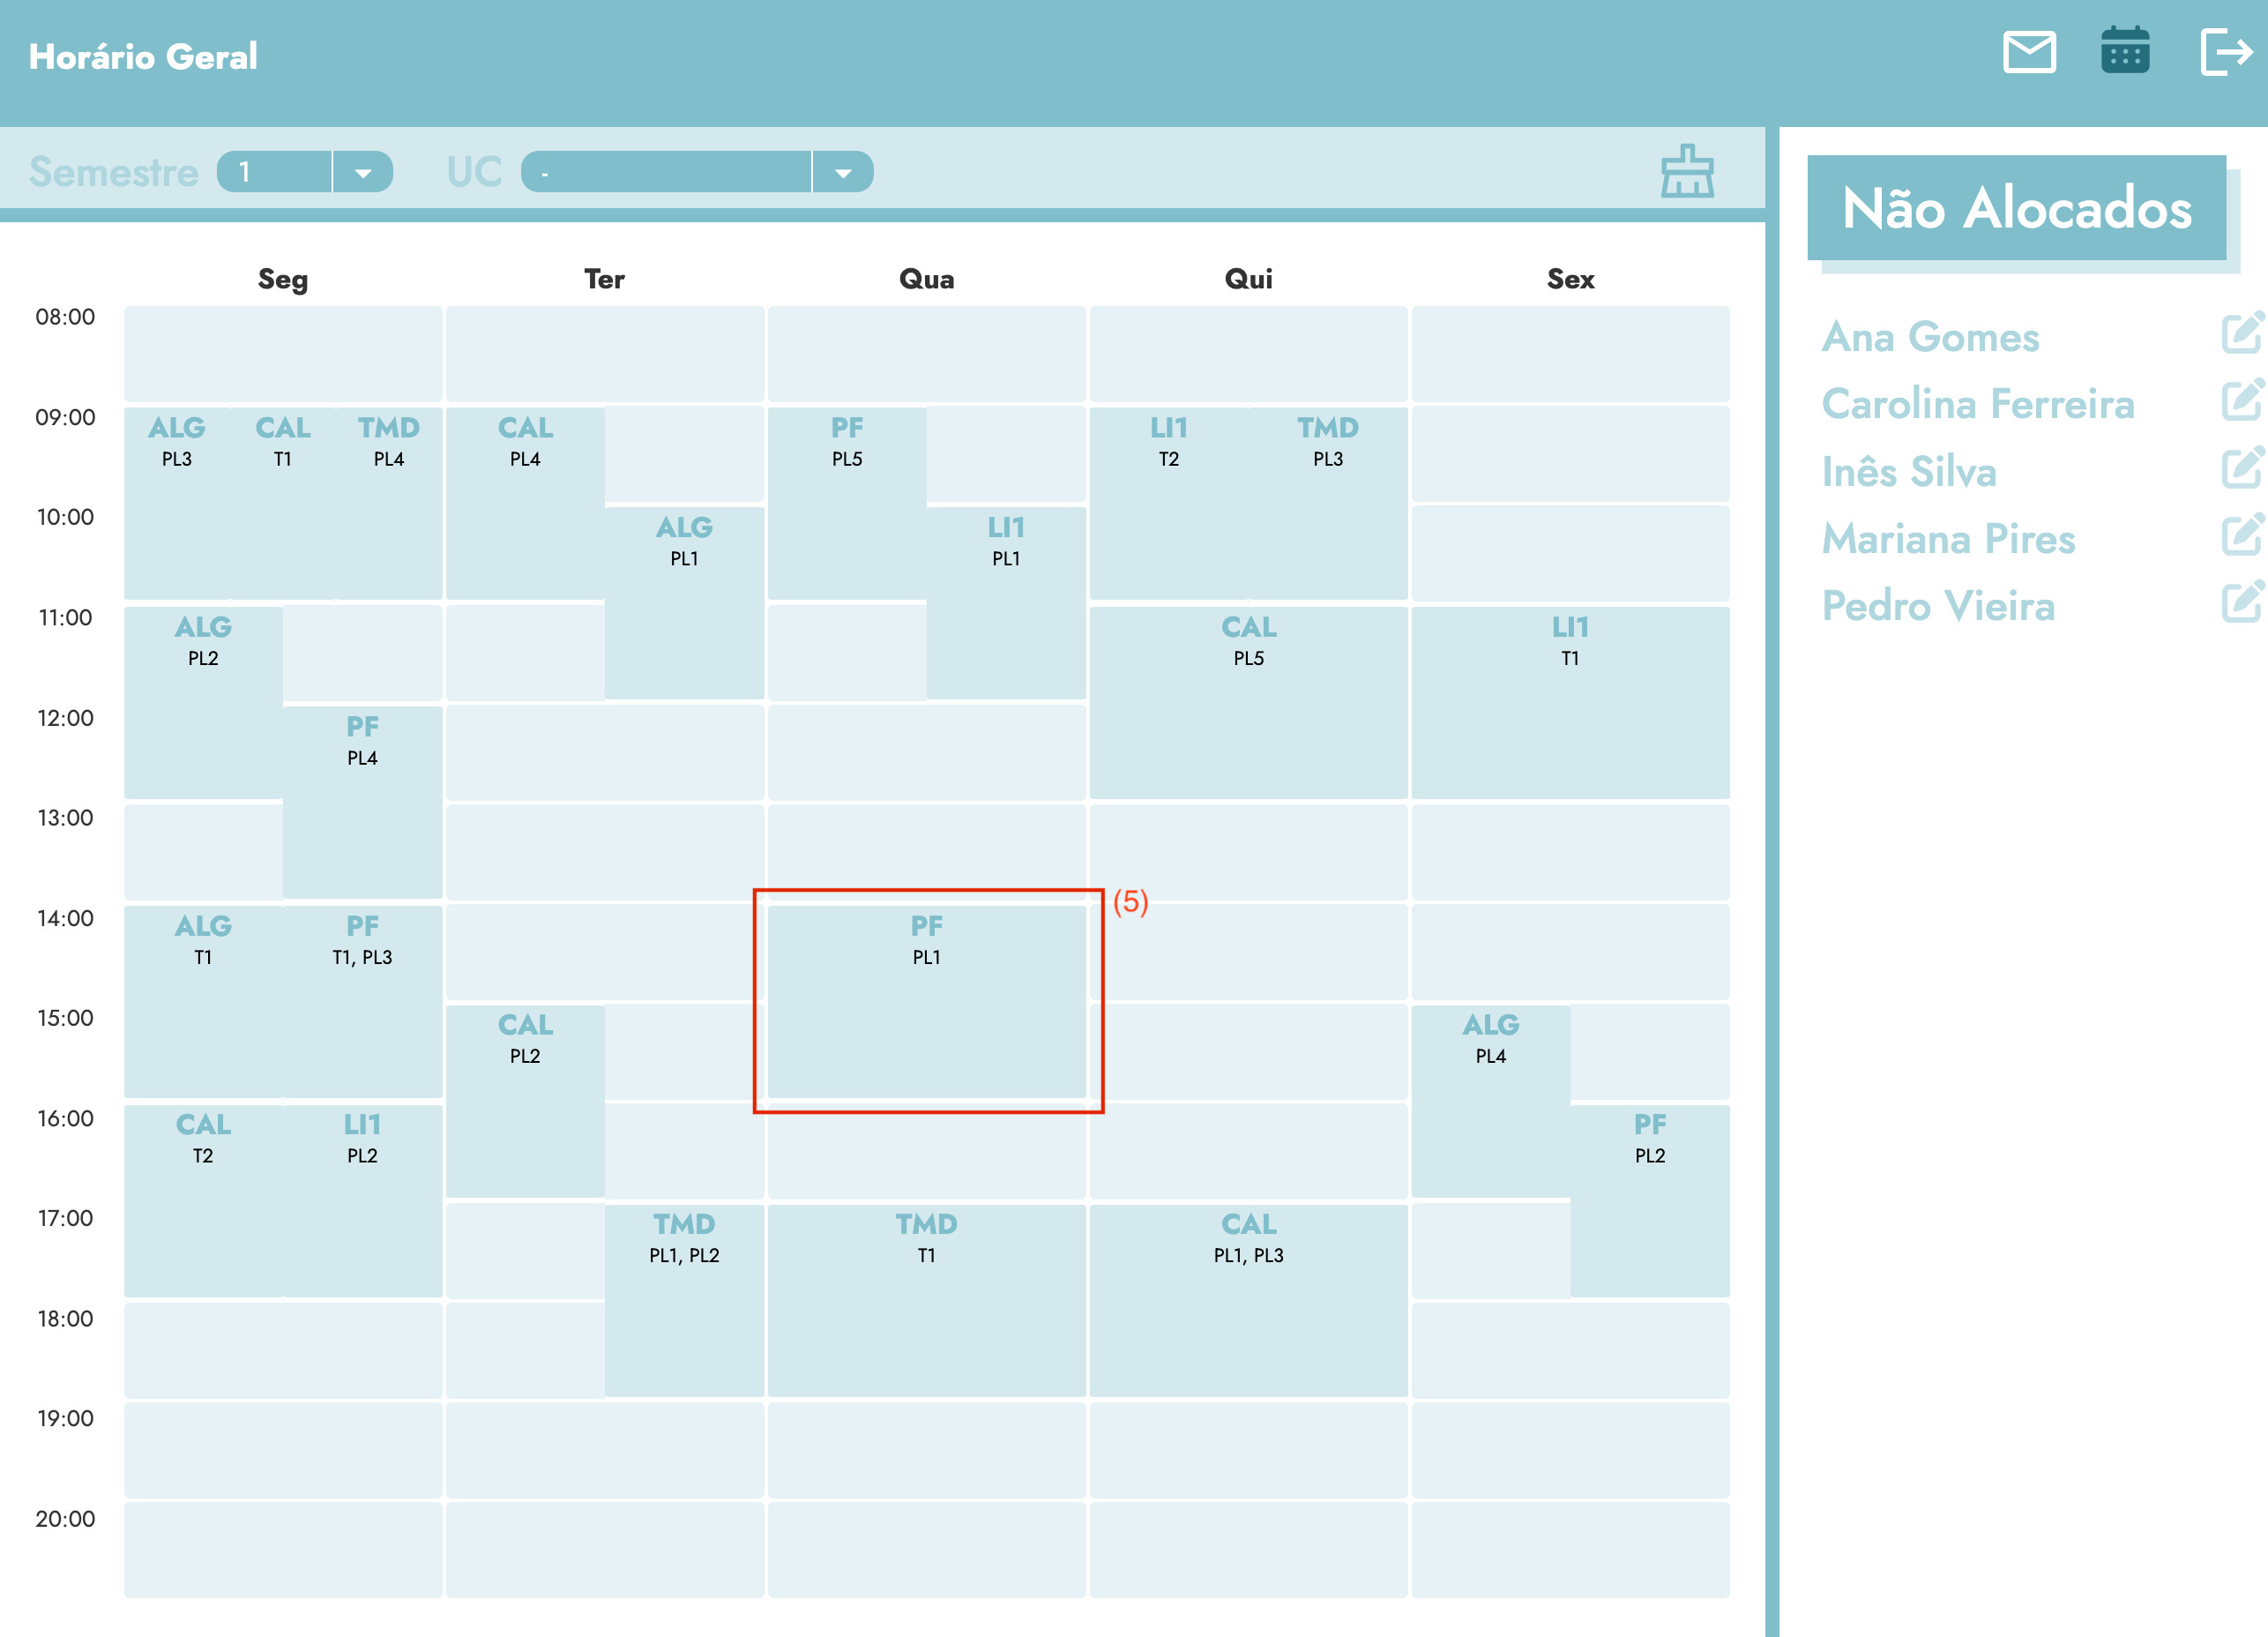 Horário Geral
Semestre 1 UC -
Não Alocados
Ana Gomes
Carolina Ferreira
Inês Silva
Mariana Pires
Pedro Vieira
Seg Ter Qua Qui Sex
08:00
09:00
ALG CAL TMD CAL PF LI1 TMD
PL3 T1 PL4 PL4 PL5 T2 PL3
10:00
ALG LI1
PL1 PL1
11:00
ALG CAL LI1
PL2 PL5 T1
12:00
PF
PL4
13:00
(5)
14:00
ALG PF PF
T1 T1, PL3 PL1
15:00
CAL ALG
PL2 PL4
16:00
CAL LI1 PF
T2 PL2 PL2
17:00
TMD TMD CAL
PL1, PL2 T1 PL1, PL3
18:00
19:00
20:00